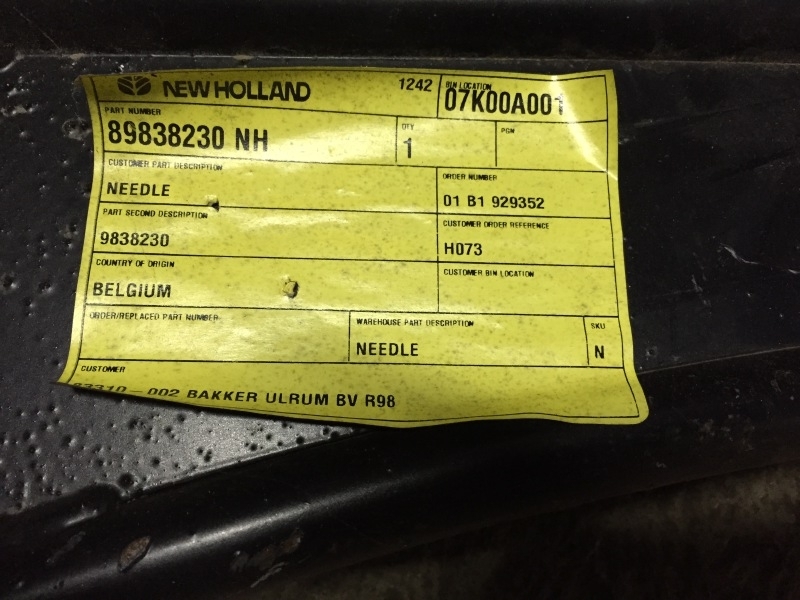 NEW HOLLAND 1242
BIN LOCATION
07K00A001
PART NUMBER
89838230 NH
QTY
1
PGN
CUSTOMER PART DESCRIPTION
NEEDLE
ORDER NUMBER
01 B1 929352
PART SECOND DESCRIPTION
9838230
CUSTOMER ORDER REFERENCE
H073
COUNTRY OF ORIGIN
BELGIUM
CUSTOMER BIN LOCATION
ORDER/REPLACED PART NUMBER
WAREHOUSE PART DESCRIPTION
NEEDLE
SKU
N
CUSTOMER
002 BAKKER ULRUM BV R98